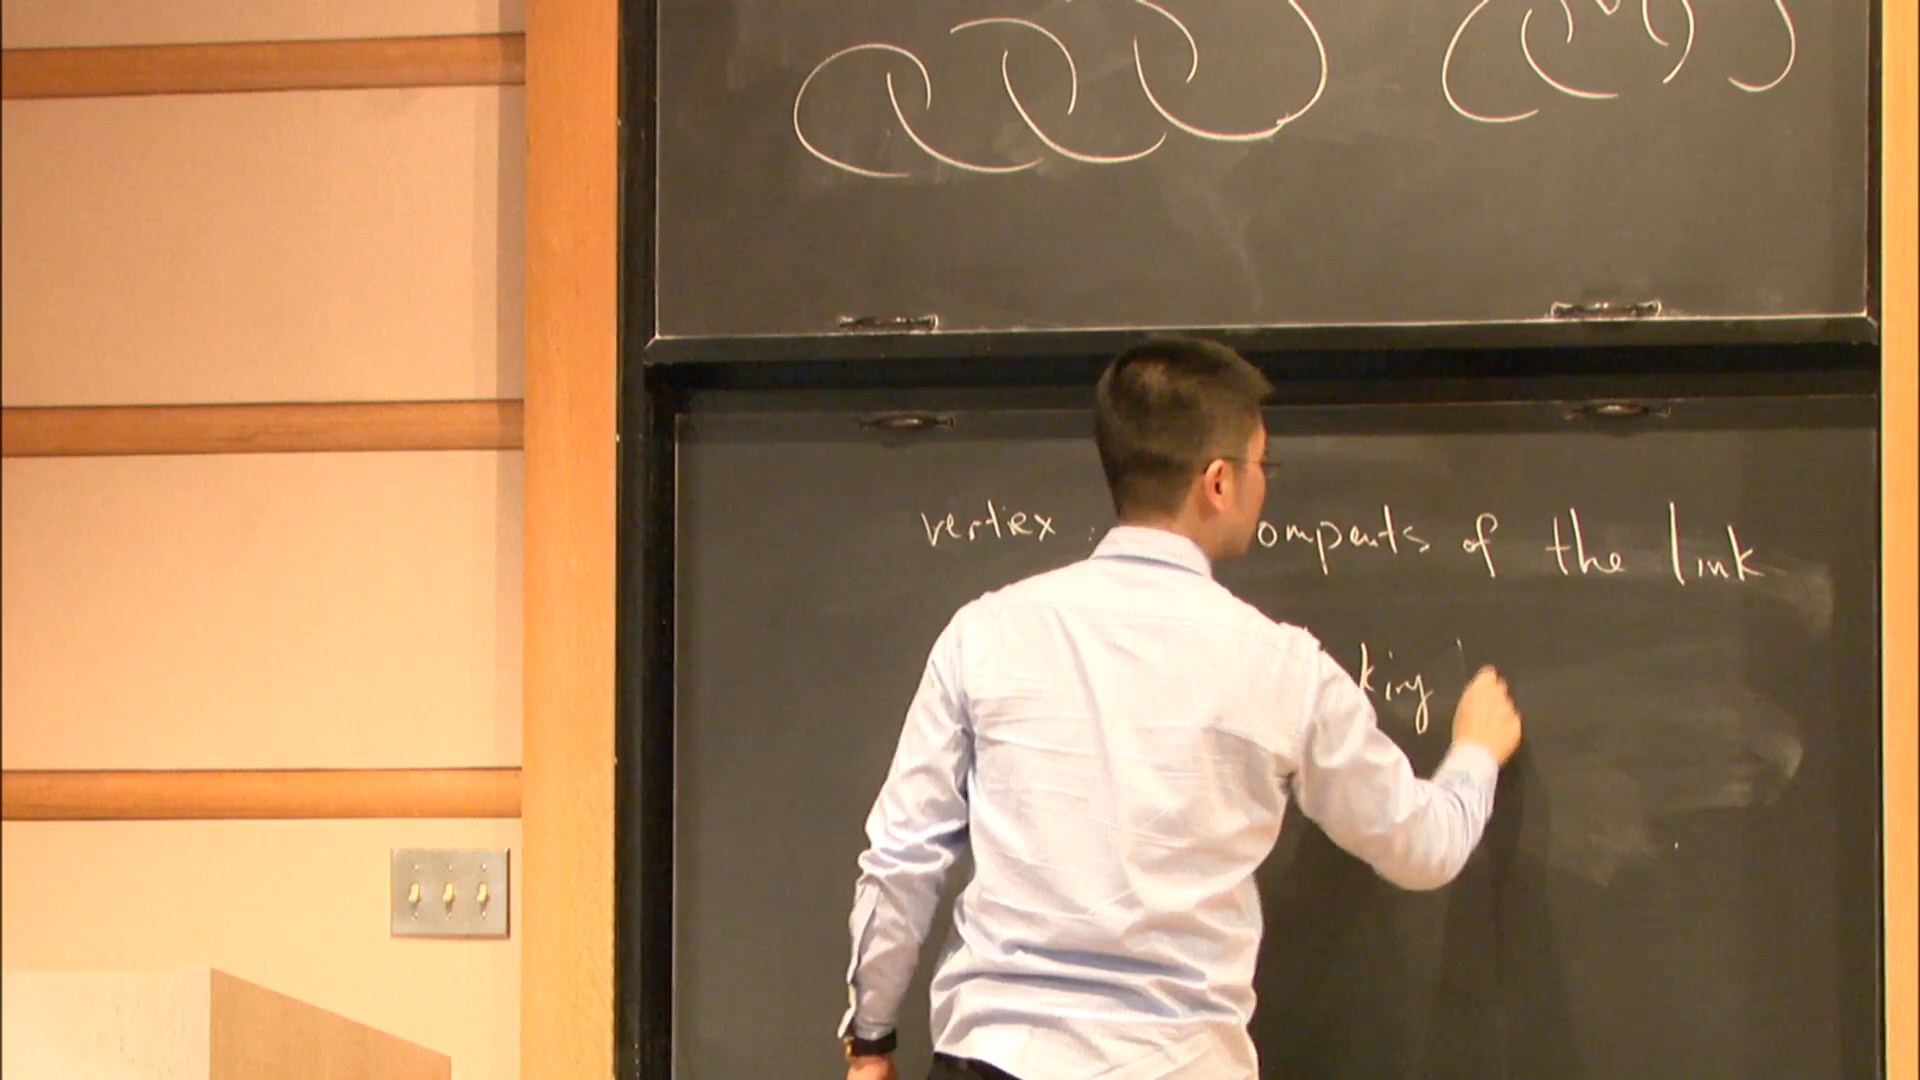 vertex : ompents of the link
king